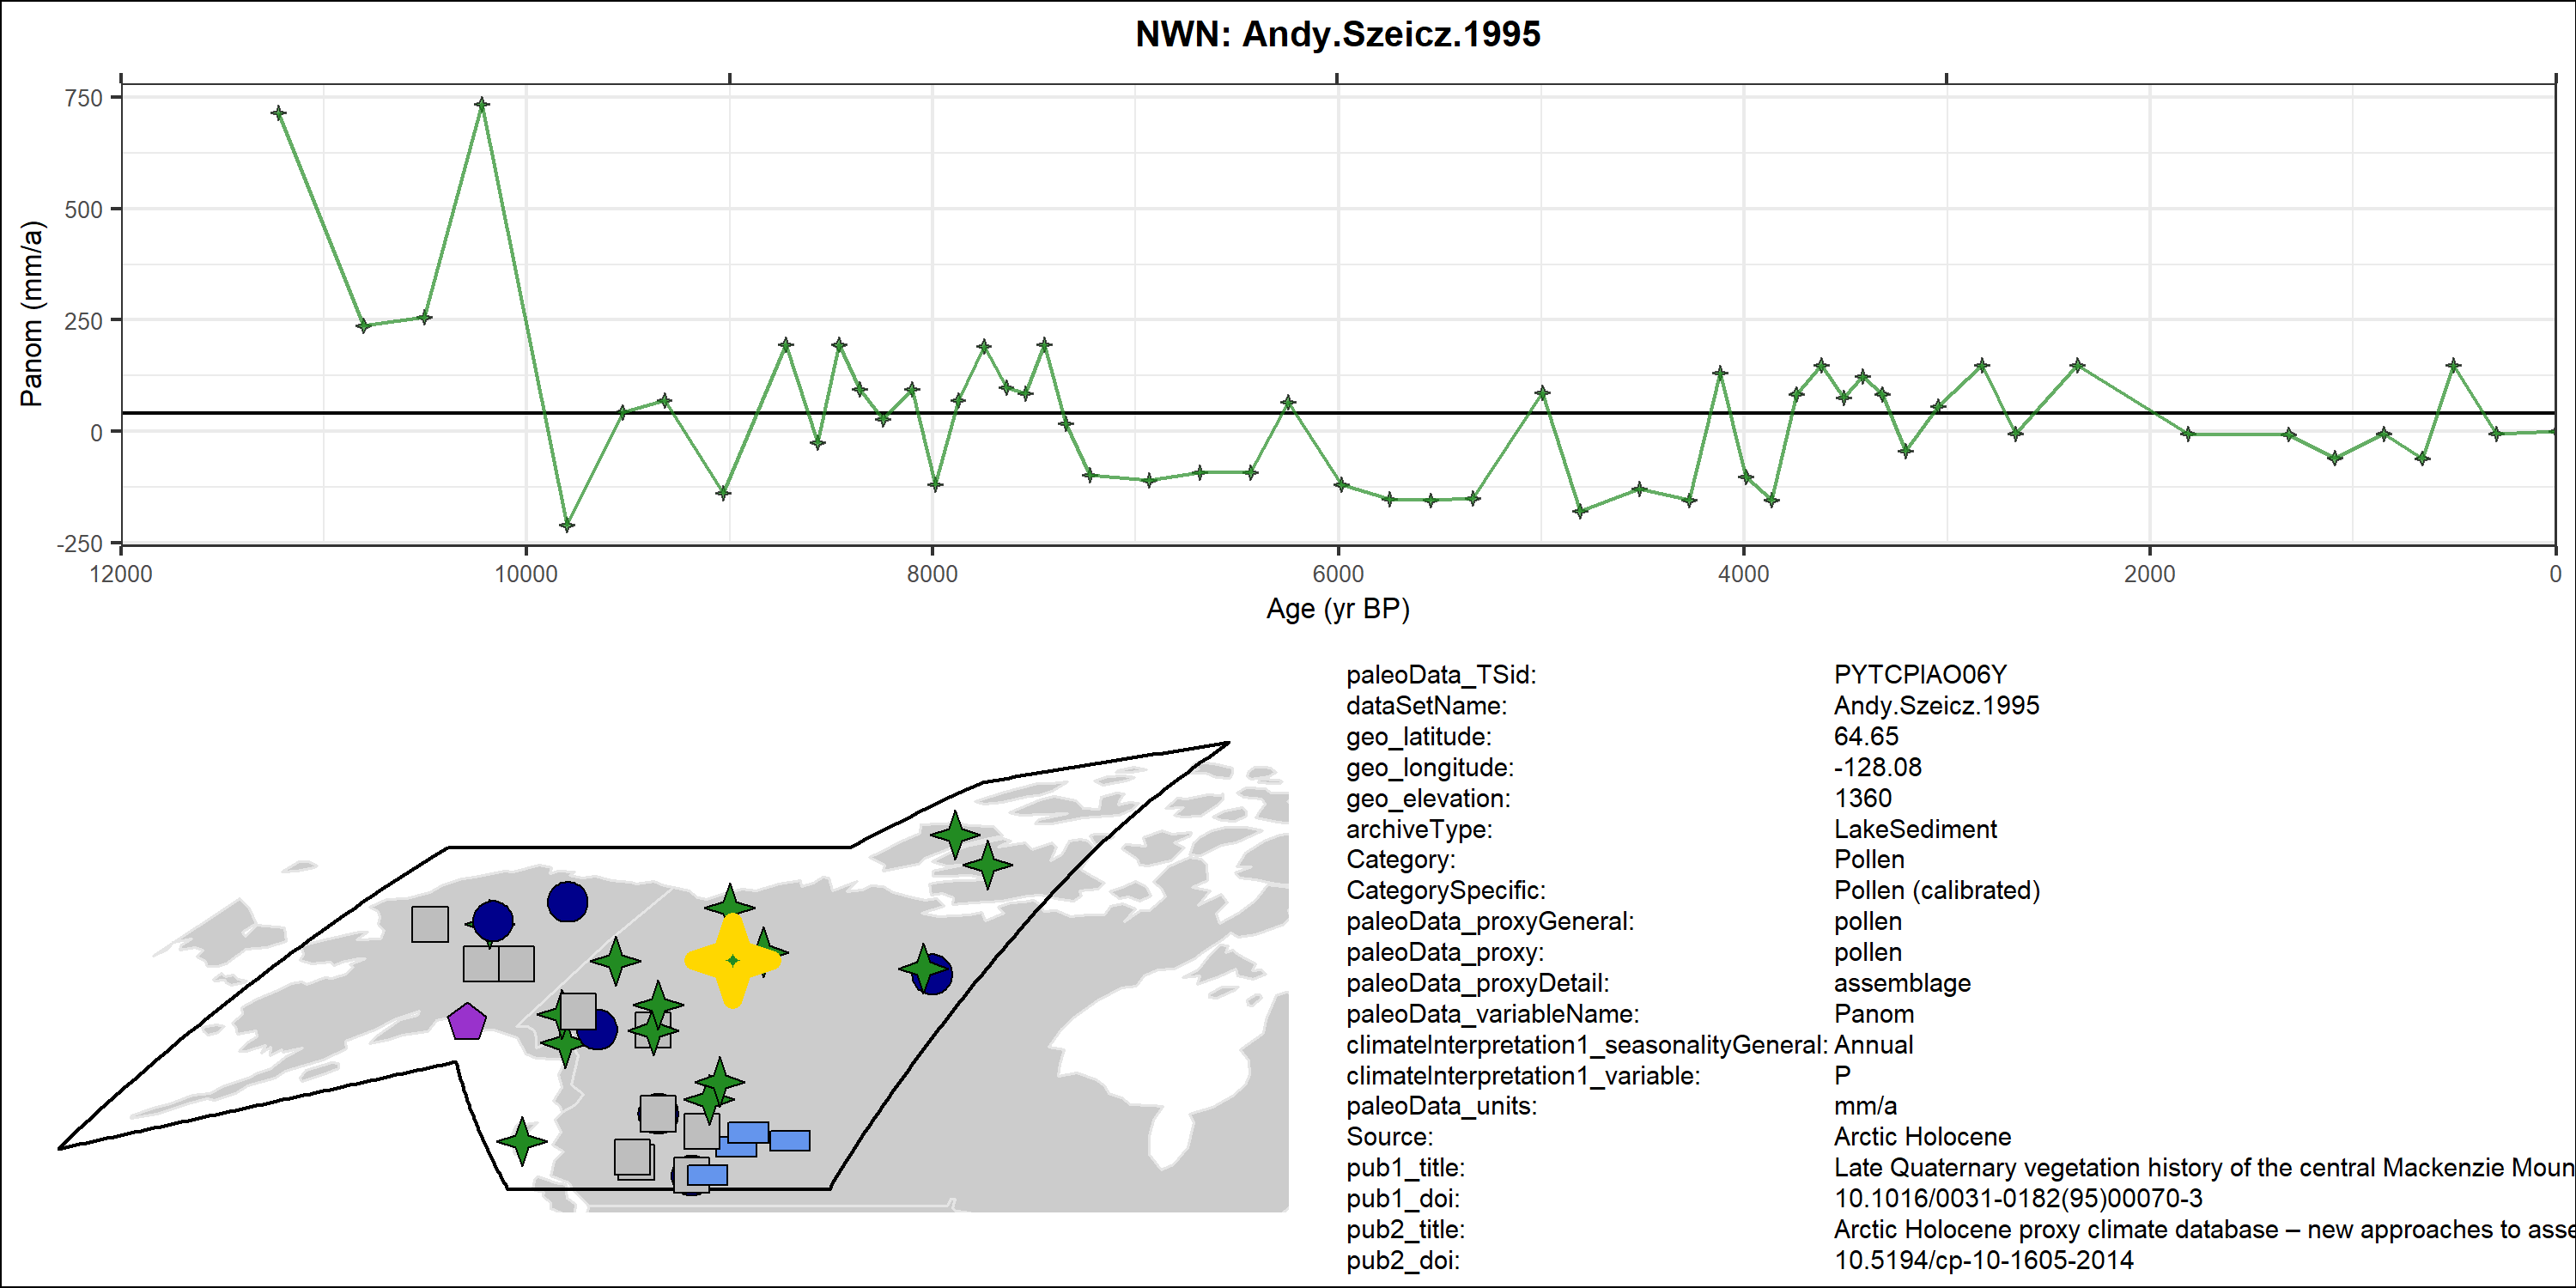 NWN: Andy.Szeicz.1995
Panom (mm/a)
750
500
250
0
-250
12000 10000 8000 6000 4000 2000 0
Age (yr BP)
paleoData_TSid: PYTCPIAO06Y
dataSetName: Andy.Szeicz.1995
geo_latitude: 64.65
geo_longitude: -128.08
geo_elevation: 1360
archiveType: LakeSediment
Category: Pollen
CategorySpecific: Pollen (calibrated)
paleoData_proxyGeneral: pollen
paleoData_proxy: pollen
paleoData_proxyDetail: assemblage
paleoData_variableName: Panom
climateInterpretation1_seasonalityGeneral: Annual
climateInterpretation1_variable: P
paleoData_units: mm/a
Source: Arctic Holocene
pub1_title: Late Quaternary vegetation history of the central Mackenzie Moun
pub1_doi: 10.1016/0031-0182(95)00070-3
pub2_title: Arctic Holocene proxy climate database – new approaches to asse
pub2_doi: 10.5194/cp-10-1605-2014